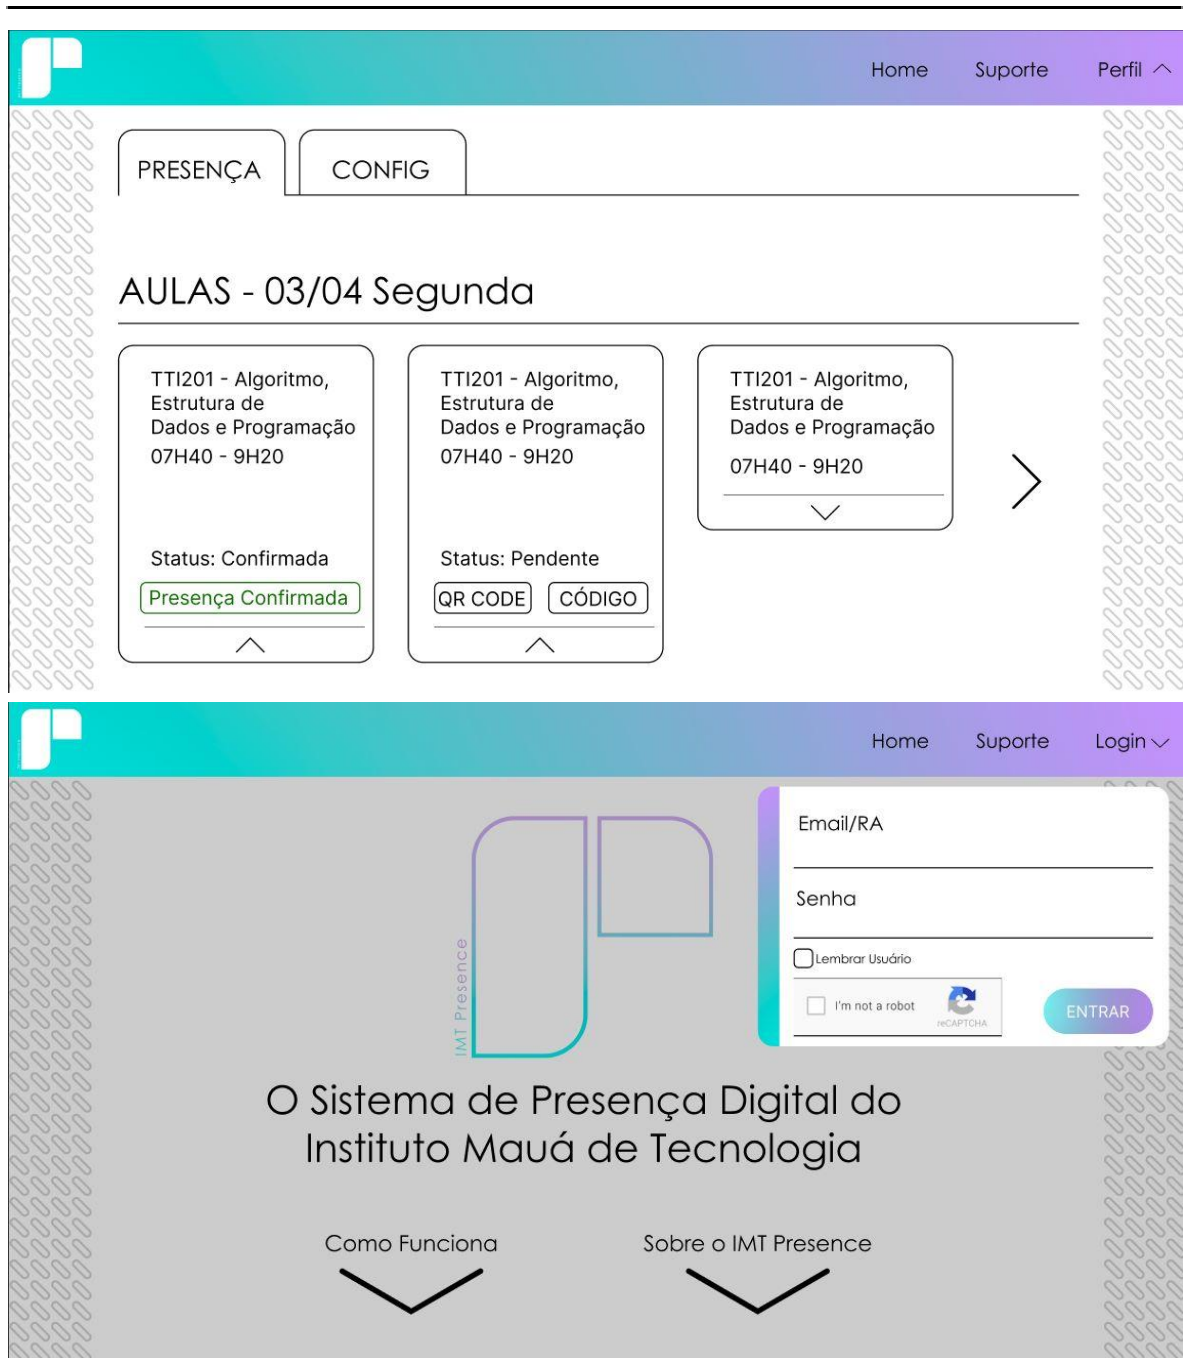 Home Suporte Perfil
PRESENÇA CONFIG
AULAS - 03/04 Segunda
TTI201 - Algoritmo,
Estrutura de
Dados e Programação
07H40 - 9H20
Status: Confirmada
Presença Confirmada
TTI201 - Algoritmo,
Estrutura de
Dados e Programação
07H40 - 9H20
Status: Pendente
QR CODE CÓDIGO
TTI201 - Algoritmo,
Estrutura de
Dados e Programação
07H40 - 9H20
Home Suporte Login
Email/RA
Senha
Lembrar Usuário
I'm not a robot
reCAPTCHA
ENTRAR
IMT Presence
O Sistema de Presença Digital do
Instituto Mauá de Tecnologia
Como Funciona
Sobre o IMT Presence